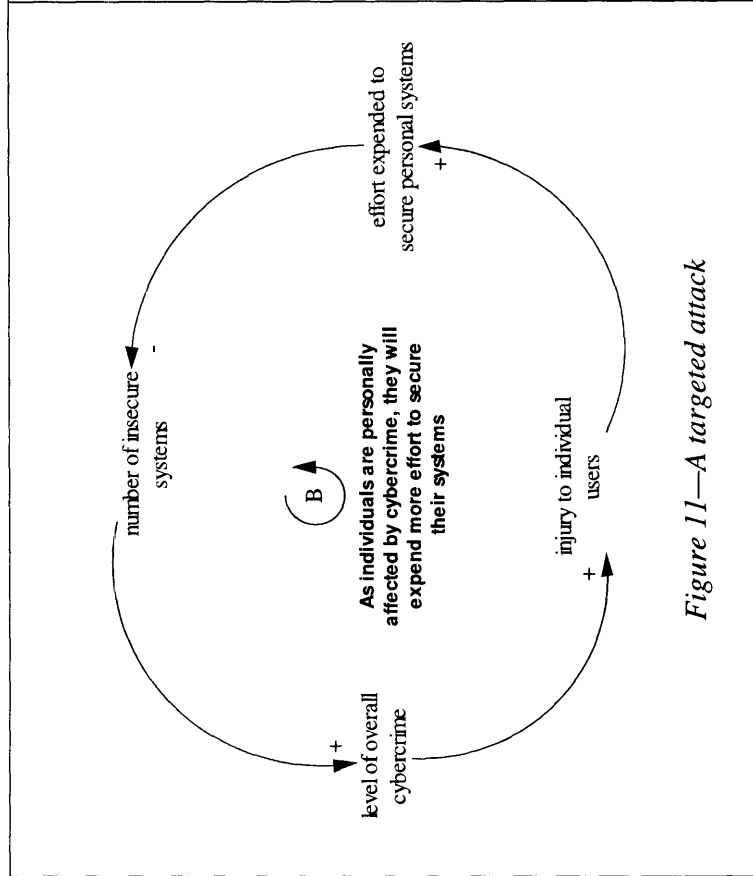 number of insecure
systems
-
effort expended to
secure personal systems
+
B
As individuals are personally
affected by cybercrime, they will
expend more effort to secure
their systems
+
level of overall
cybercrime
+
injury to individual
users
Figure 11—A targeted attack